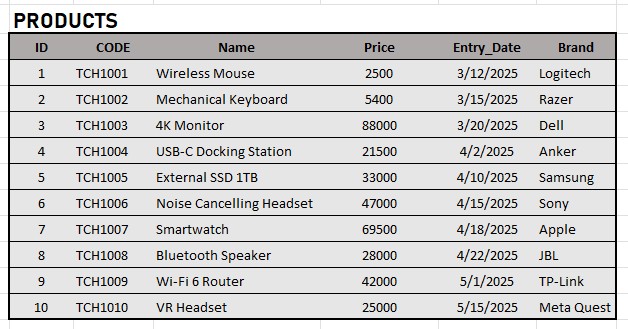 PRODUCTS
ID CODE Name Price Entry_Date Brand
1 TCH1001 Wireless Mouse 2500 3/12/2025 Logitech
2 TCH1002 Mechanical Keyboard 5400 3/15/2025 Razer
3 TCH1003 4K Monitor 88000 3/20/2025 Dell
4 TCH1004 USB-C Docking Station 21500 4/2/2025 Anker
5 TCH1005 External SSD 1TB 33000 4/10/2025 Samsung
6 TCH1006 Noise Cancelling Headset 47000 4/15/2025 Sony
7 TCH1007 Smartwatch 69500 4/18/2025 Apple
8 TCH1008 Bluetooth Speaker 28000 4/22/2025 JBL
9 TCH1009 Wi-Fi 6 Router 42000 5/1/2025 TP-Link
10 TCH1010 VR Headset 25000 5/15/2025 Meta Quest